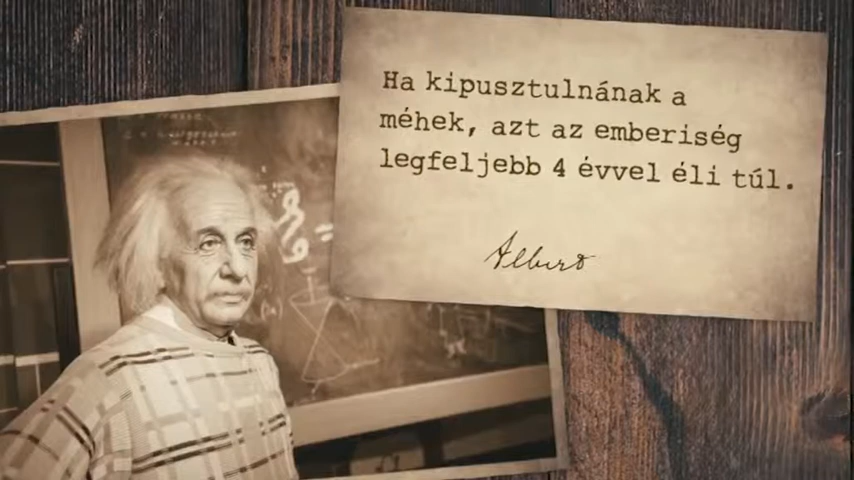 Ha kipusztulnának a
méhek, azt az emberiség
legfeljebb 4 évvel éli túl.
Albert